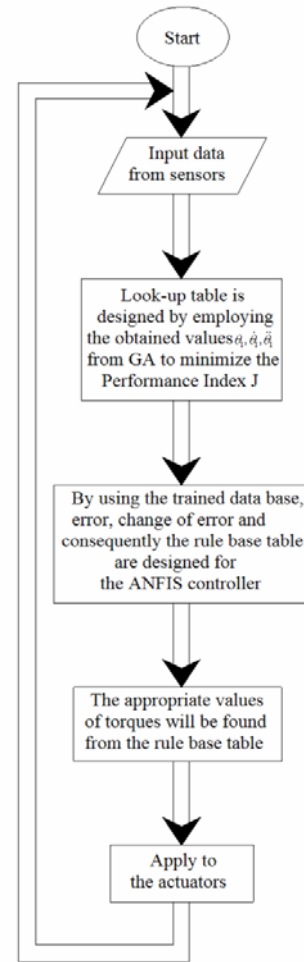 Start
Input data
from sensors
Look-up table is
designed by employing
the obtained values θ₁, θ̇₁, θ̈₁
from GA to minimize the
Performance Index J
By using the trained data base,
error, change of error and
consequently the rule base table
are designed for
the ANFIS controller
The appropriate values
of torques will be found
from the rule base table
Apply to
the actuators